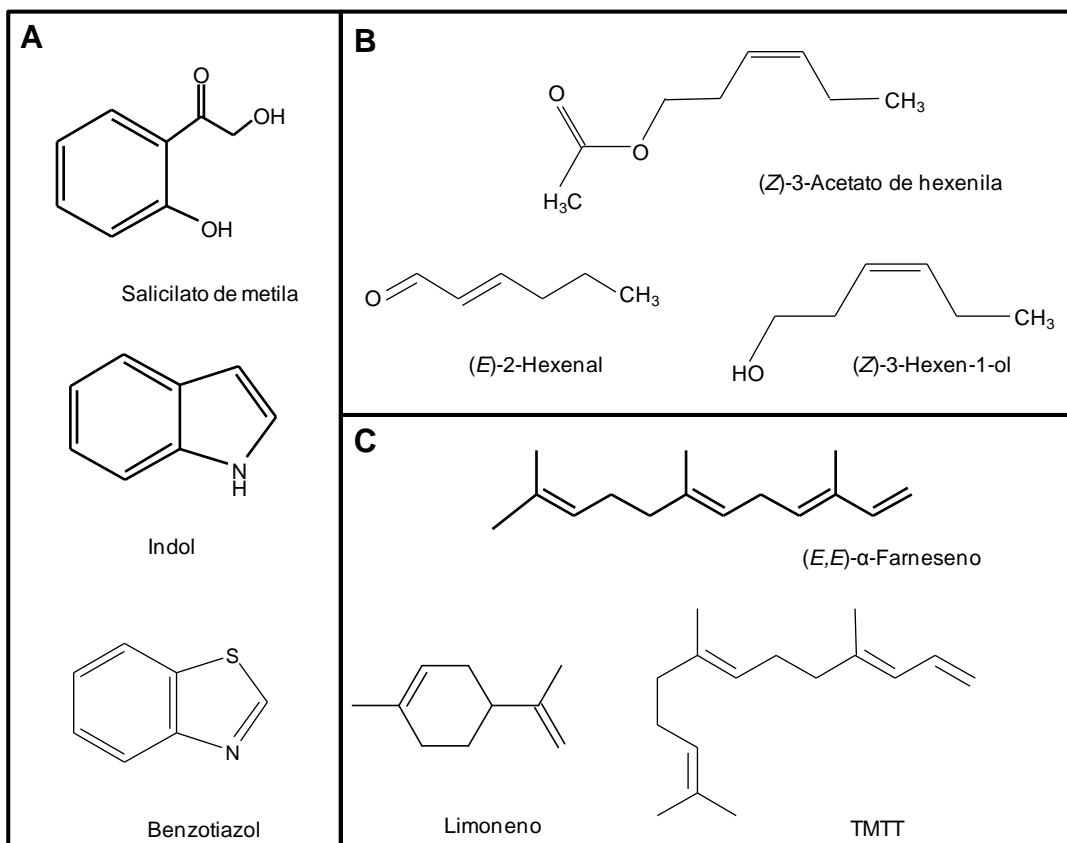 A
O
OH
OH
Salicilato de metila
N
H
Indol
S
N
Benzotiazol
B
O
O
H3C
CH3
(Z)-3-Acetato de hexenila
O
CH3
(E)-2-Hexenal
HO
CH3
(Z)-3-Hexen-1-ol
C
(E,E)-α-Farneseno
Limoneno
TMTT